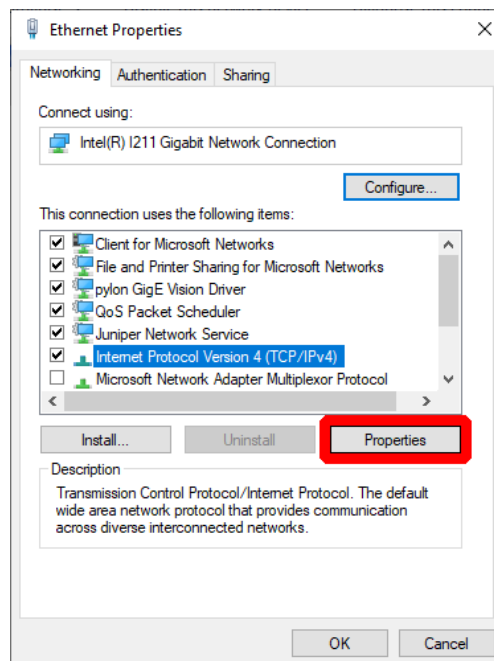 Ethernet Properties
Networking Authentication Sharing
Connect using:
Intel(R) I211 Gigabit Network Connection
Configure...
This connection uses the following items:
Client for Microsoft Networks
File and Printer Sharing for Microsoft Networks
pylon GigE Vision Driver
QoS Packet Scheduler
Juniper Network Service
Internet Protocol Version 4 (TCP/IPv4)
Microsoft Network Adapter Multiplexor Protocol
Install... Uninstall Properties
Description
Transmission Control Protocol/Internet Protocol. The default
wide area network protocol that provides communication
across diverse interconnected networks.
OK Cancel